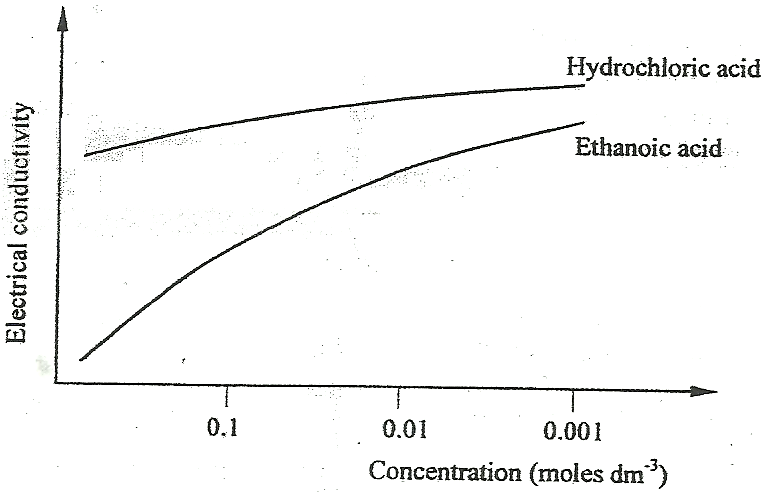 Hydrochloric acid
Ethanoic acid
Electrical conductivity
0.1
0.01
0.001
Concentration (moles dm⁻³)